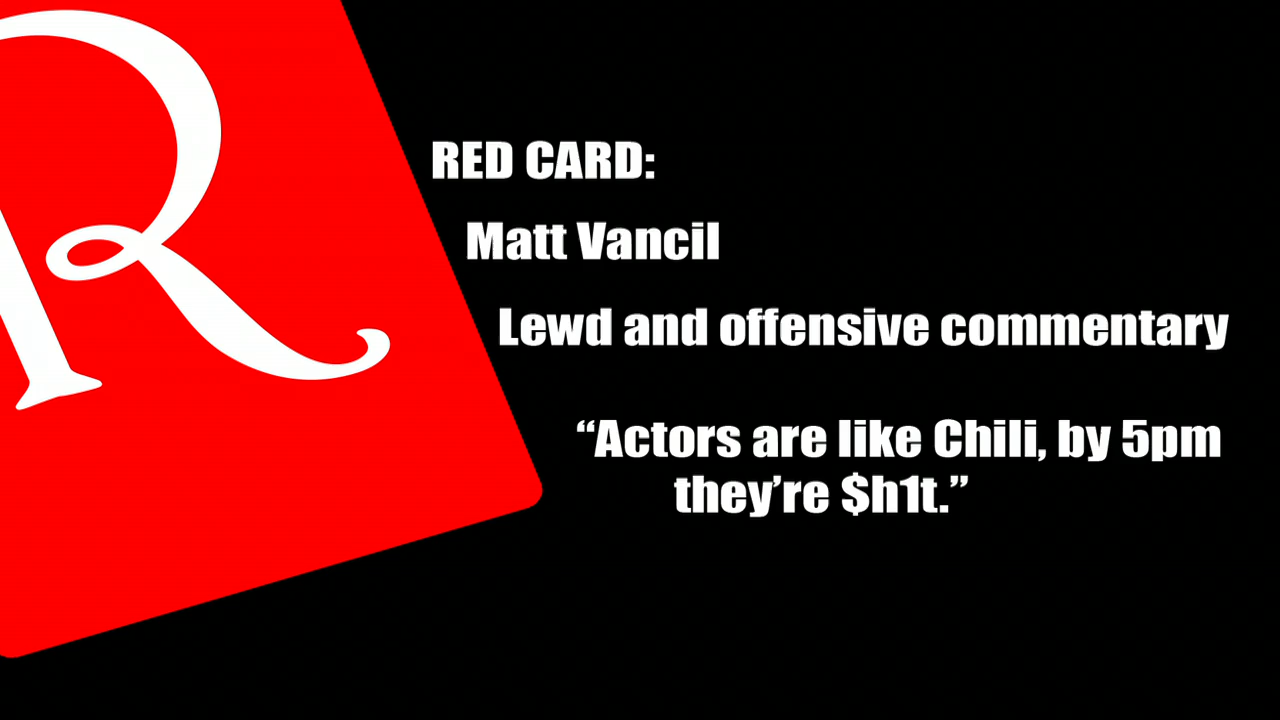 R
RED CARD:
Matt Vancil
Lewd and offensive commentary
“Actors are like Chili, by 5pm
they’re $h1t.”